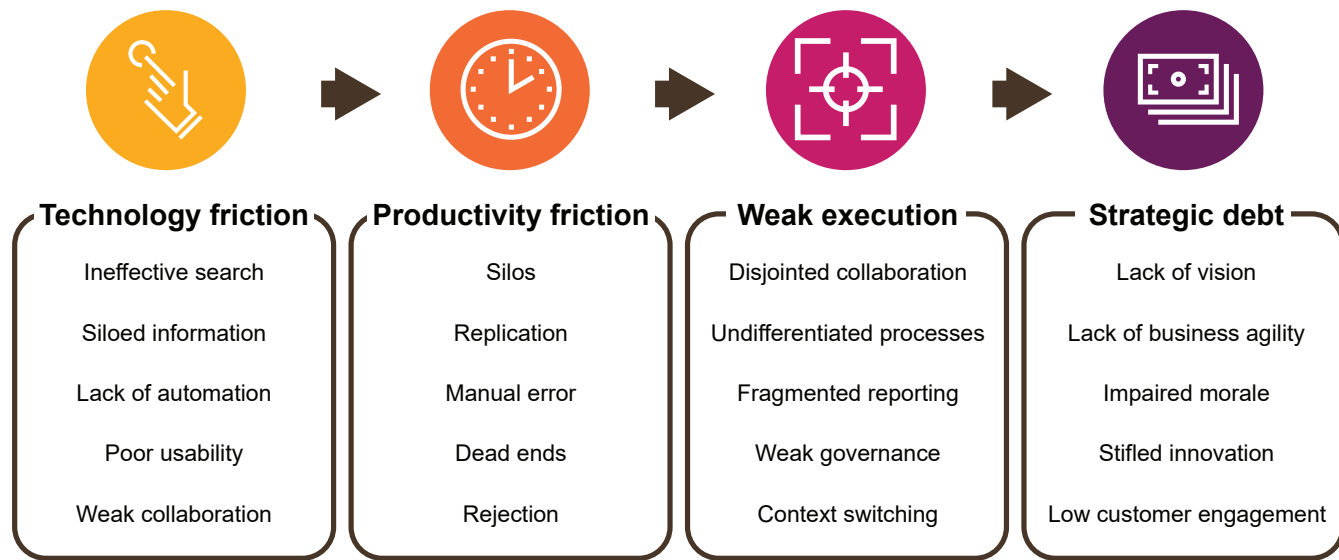 Technology friction
Ineffective search
Siloed information
Lack of automation
Poor usability
Weak collaboration
Productivity friction
Silos
Replication
Manual error
Dead ends
Rejection
Weak execution
Disjointed collaboration
Undifferentiated processes
Fragmented reporting
Weak governance
Context switching
Strategic debt
Lack of vision
Lack of business agility
Impaired morale
Stifled innovation
Low customer engagement